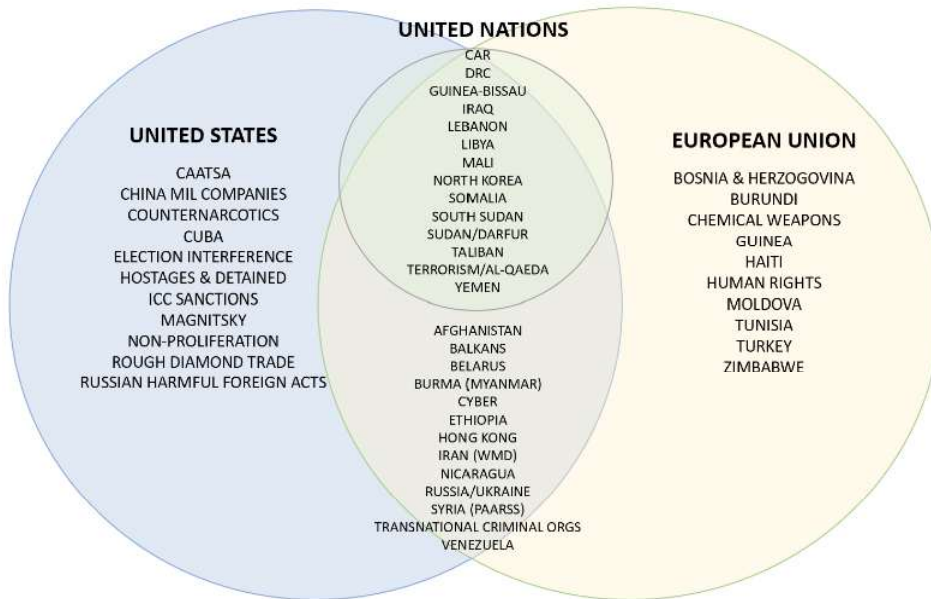 UNITED NATIONS
CAR
DRC
GUINEA-BISSAU
IRAQ
LEBANON
LIBYA
MALI
NORTH KOREA
SOMALIA
SOUTH SUDAN
SUDAN/DARFUR
TALIBAN
TERRORISM/AL-QAEDA
YEMEN
UNITED STATES
CAATSA
CHINA MIL COMPANIES
COUNTERNARCOTICS
CUBA
ELECTION INTERFERENCE
HOSTAGES & DETAINED
ICC SANCTIONS
MAGNITSKY
NON-PROLIFERATION
ROUGH DIAMOND TRADE
RUSSIAN HARMFUL FOREIGN ACTS
AFGHANISTAN
BALKANS
BELARUS
BURMA (MYANMAR)
CYBER
ETHIOPIA
HONG KONG
IRAN (WMD)
NICARAGUA
RUSSIA/UKRAINE
SYRIA (PAARSS)
TRANSNATIONAL CRIMINAL ORGS
VENEZUELA
EUROPEAN UNION
BOSNIA & HERZOGOVINA
BURUNDI
CHEMICAL WEAPONS
GUINEA
HAITI
HUMAN RIGHTS
MOLDOVA
TUNISIA
TURKEY
ZIMBABWE